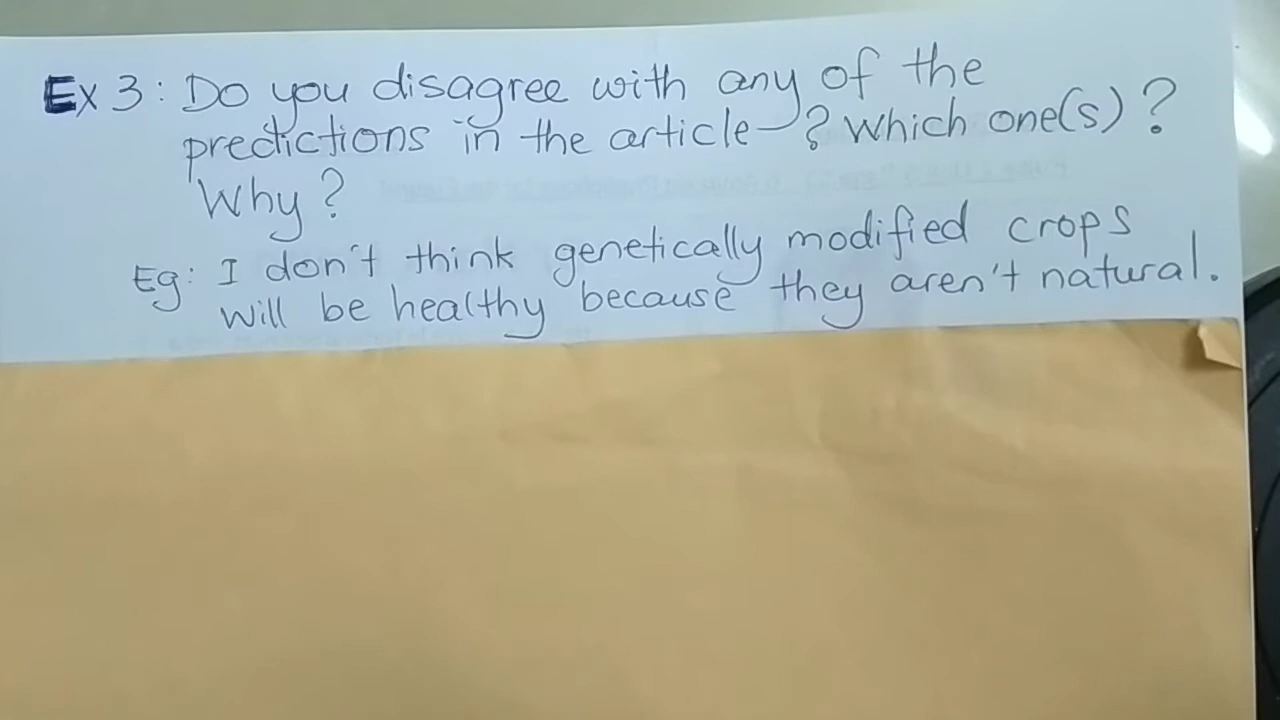 Ex 3: Do you disagree with any of the
predictions in the article? Which one(s)?
Why?
Eg: I don't think genetically modified crops
will be healthy because they aren't natural.